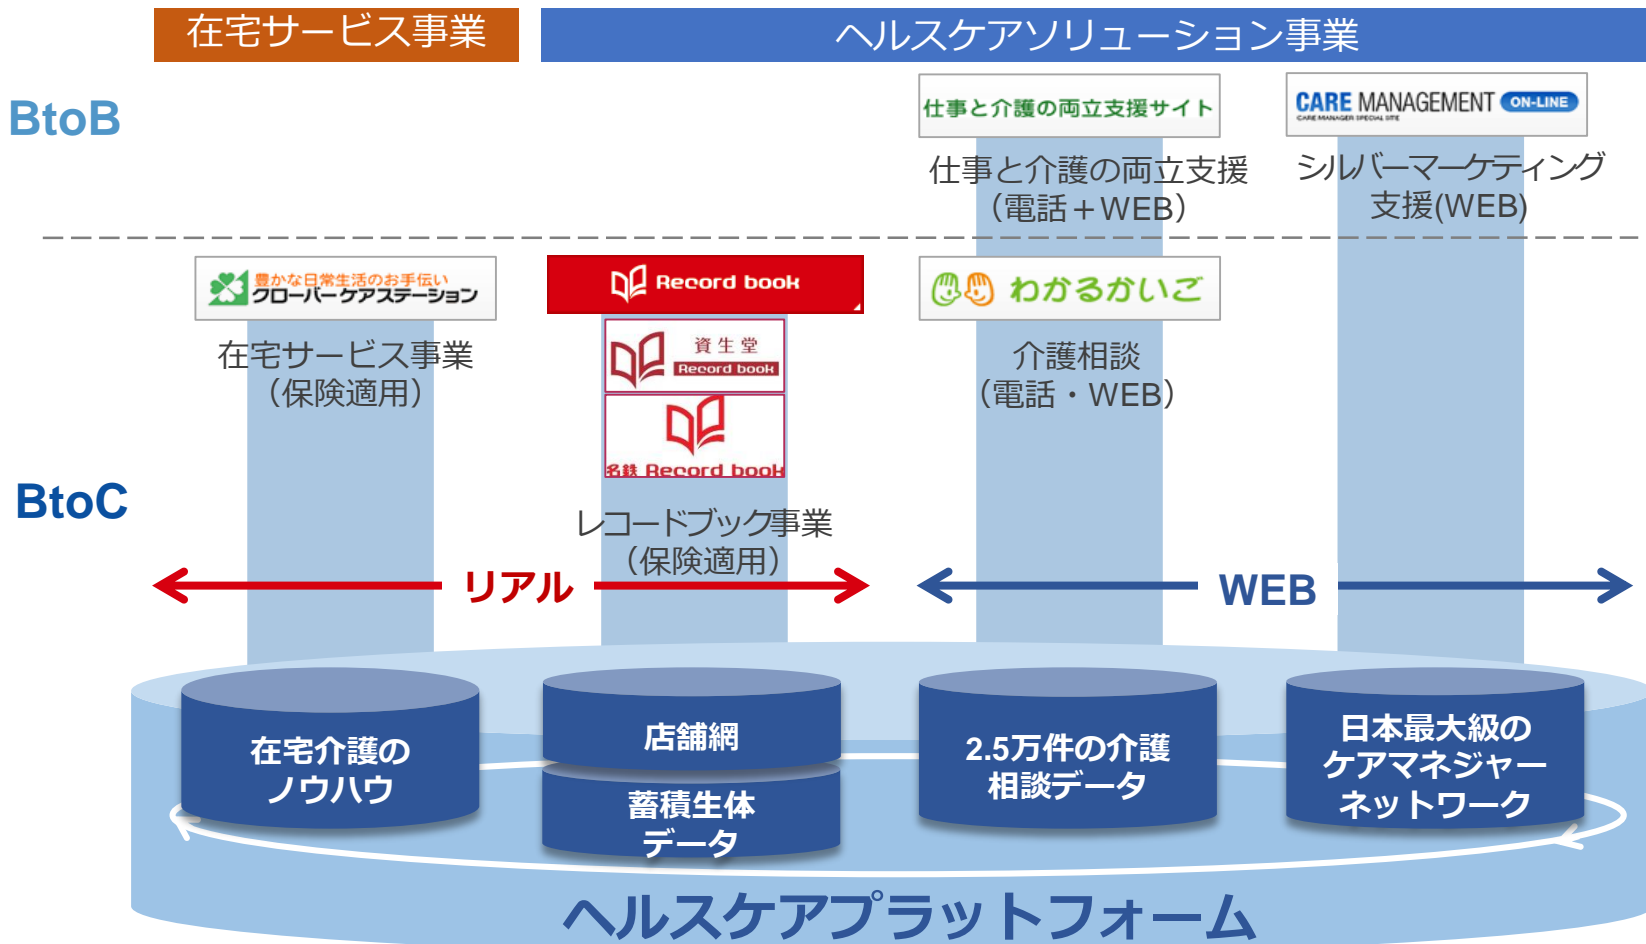 在宅サービス事業
ヘルスケアソリューション事業
BtoB
仕事と介護の両立支援サイト
CARE MANAGEMENT ON-LINE
CARE MANAGER SPECIAL SITE
仕事と介護の両立支援
（電話＋WEB）
シルバーマーケティング
支援(WEB)
豊かな日常生活のお手伝い
クローバーケアステーション
Record book
わかるかいご
在宅サービス事業
（保険適用）
資生堂
Record book
名鉄 Record book
介護相談
（電話・WEB）
BtoC
レコードブック事業
（保険適用）
リアル
WEB
在宅介護の
ノウハウ
店舗網
蓄積生体
データ
2.5万件の介護
相談データ
日本最大級の
ケアマネジャー
ネットワーク
ヘルスケアプラットフォーム